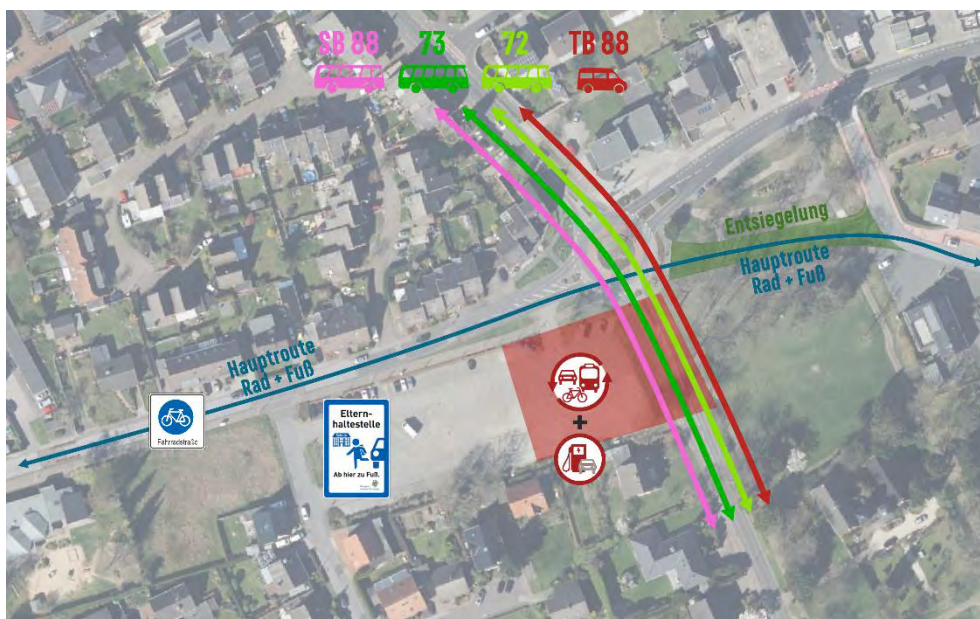 SB 88
73
72
TB 88
Entsiegelung
Hauptroute
Rad + Fuß
Hauptroute
Rad + Fuß
Fahrradstraße
Eltern-
haltestelle
Ab hier zu Fuß.
+